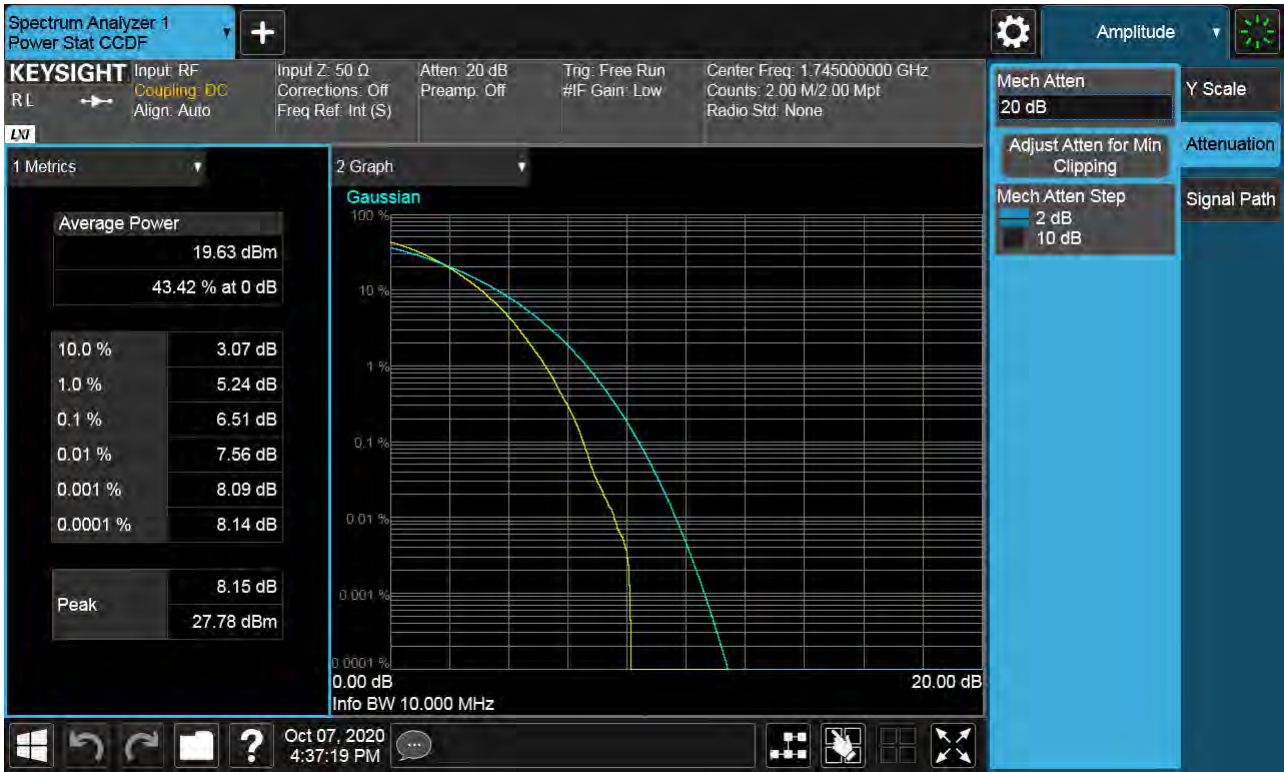 Spectrum Analyzer 1
Power Stat CCDF
+
Amplitude
KEYSIGHT
RL
LXI
Input: RF
Coupling: DC
Align: Auto
Input Z: 50 Ω
Corrections: Off
Freq Ref: Int (S)
Atten: 20 dB
Preamp: Off
Trig: Free Run
#IF Gain: Low
Center Freq: 1.745000000 GHz
Counts: 2.00 M/2.00 Mpt
Radio Std: None
Mech Atten
20 dB
Adjust Atten for Min
Clipping
Mech Atten Step
2 dB
10 dB
Y Scale
Attenuation
Signal Path
1 Metrics
Average Power
19.63 dBm
43.42 % at 0 dB
10.0 % 3.07 dB
1.0 % 5.24 dB
0.1 % 6.51 dB
0.01 % 7.56 dB
0.001 % 8.09 dB
0.0001 % 8.14 dB
Peak
8.15 dB
27.78 dBm
2 Graph
Gaussian
100 %
10 %
1 %
0.1 %
0.01 %
0.001 %
0.0001 %
0.00 dB 20.00 dB
Info BW 10.000 MHz
?
Oct 07, 2020
4:37:19 PM